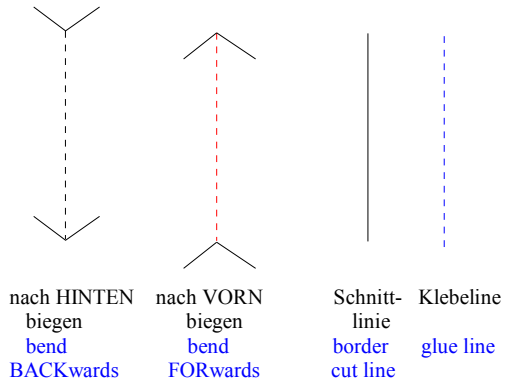 nach HINTEN
biegen
bend
BACKwards
nach VORN
biegen
bend
FORwards
Schnitt-
linie
border
cut line
Klebeline
glue line